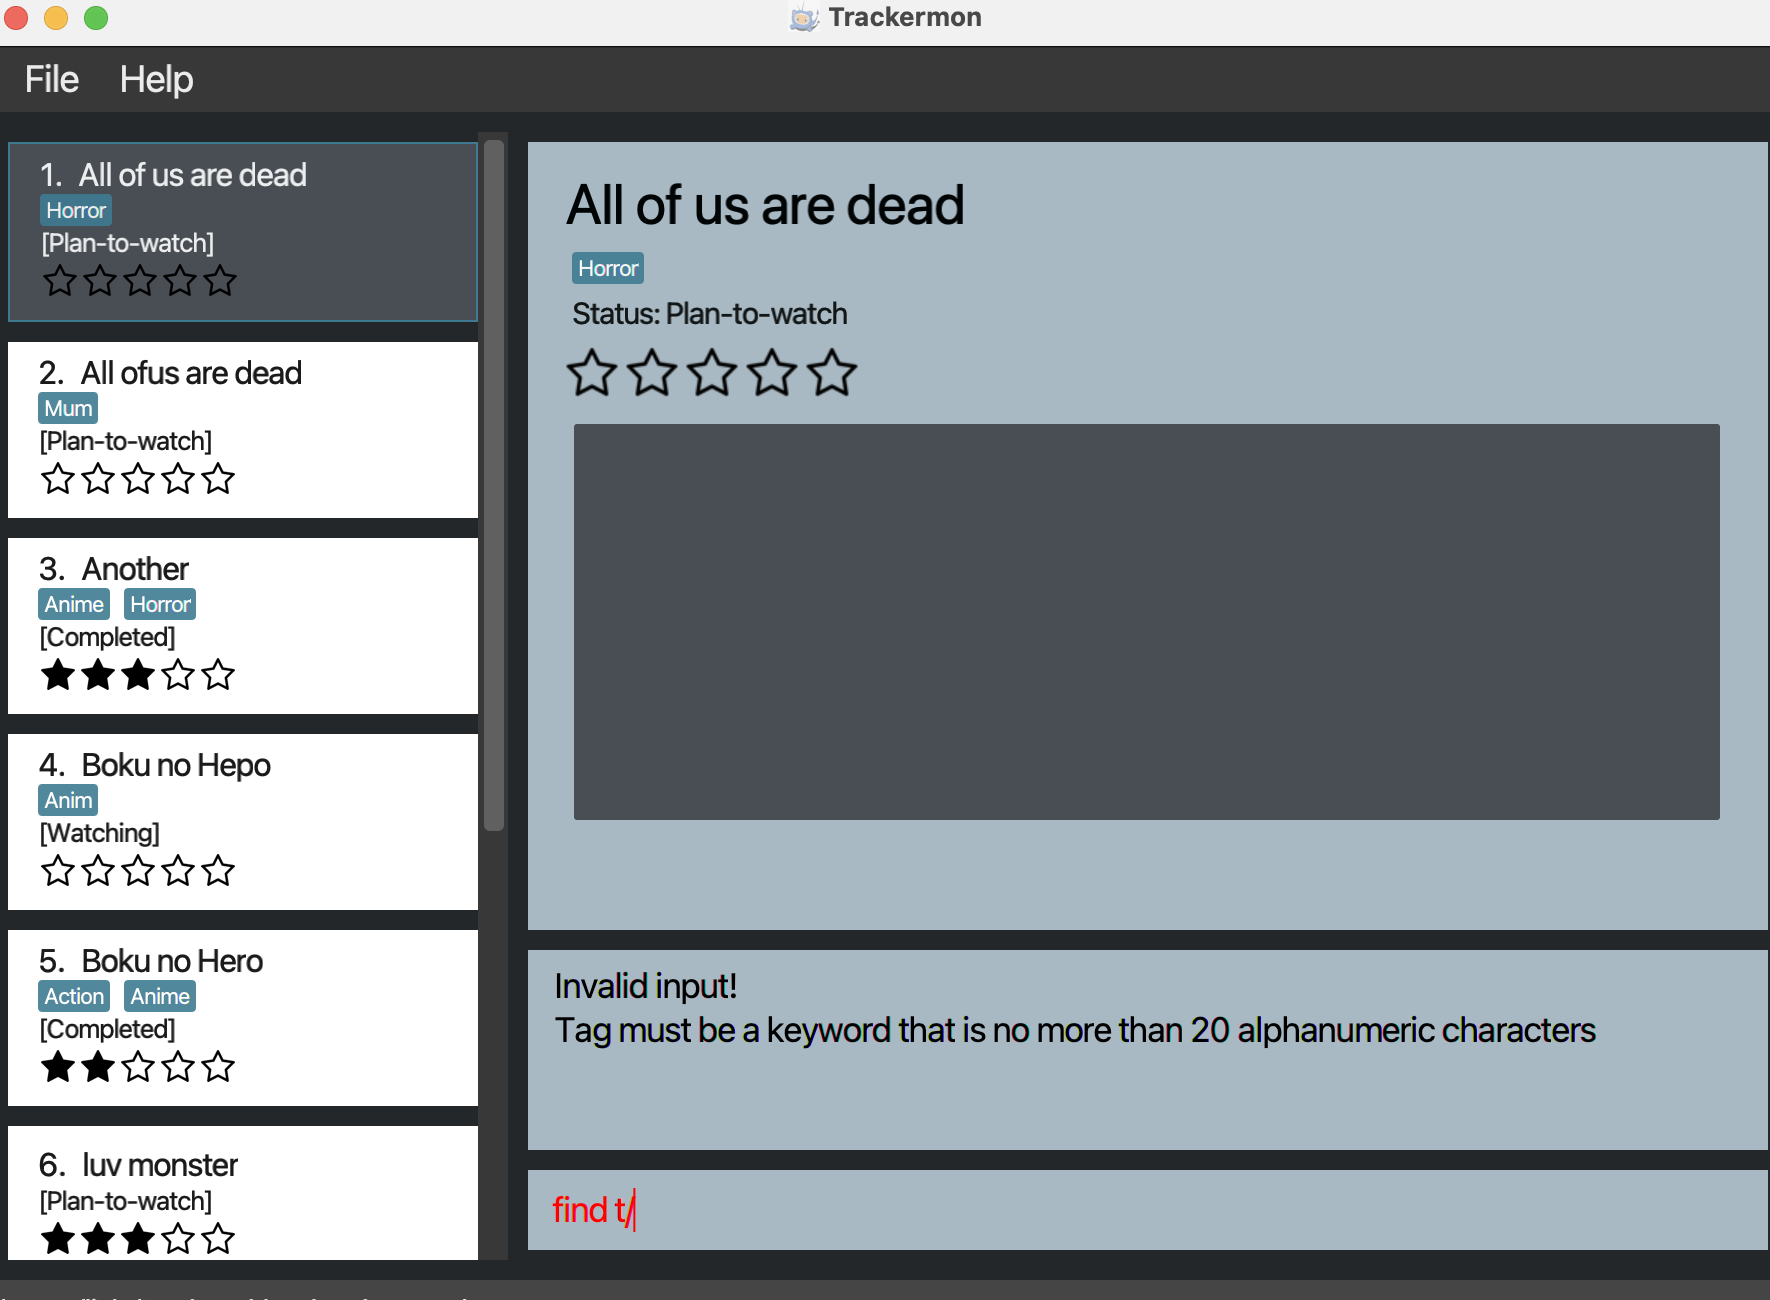 Trackermon
File Help
1. All of us are dead
Horror
[Plan-to-watch]
2. All ofus are dead
Mum
[Plan-to-watch]
3. Another
Anime Horror
[Completed]
4. Boku no Hepo
Anim
[Watching]
5. Boku no Hero
Action Anime
[Completed]
6. luv monster
[Plan-to-watch]
All of us are dead
Horror
Status: Plan-to-watch
Invalid input!
Tag must be a keyword that is no more than 20 alphanumeric characters
find t/